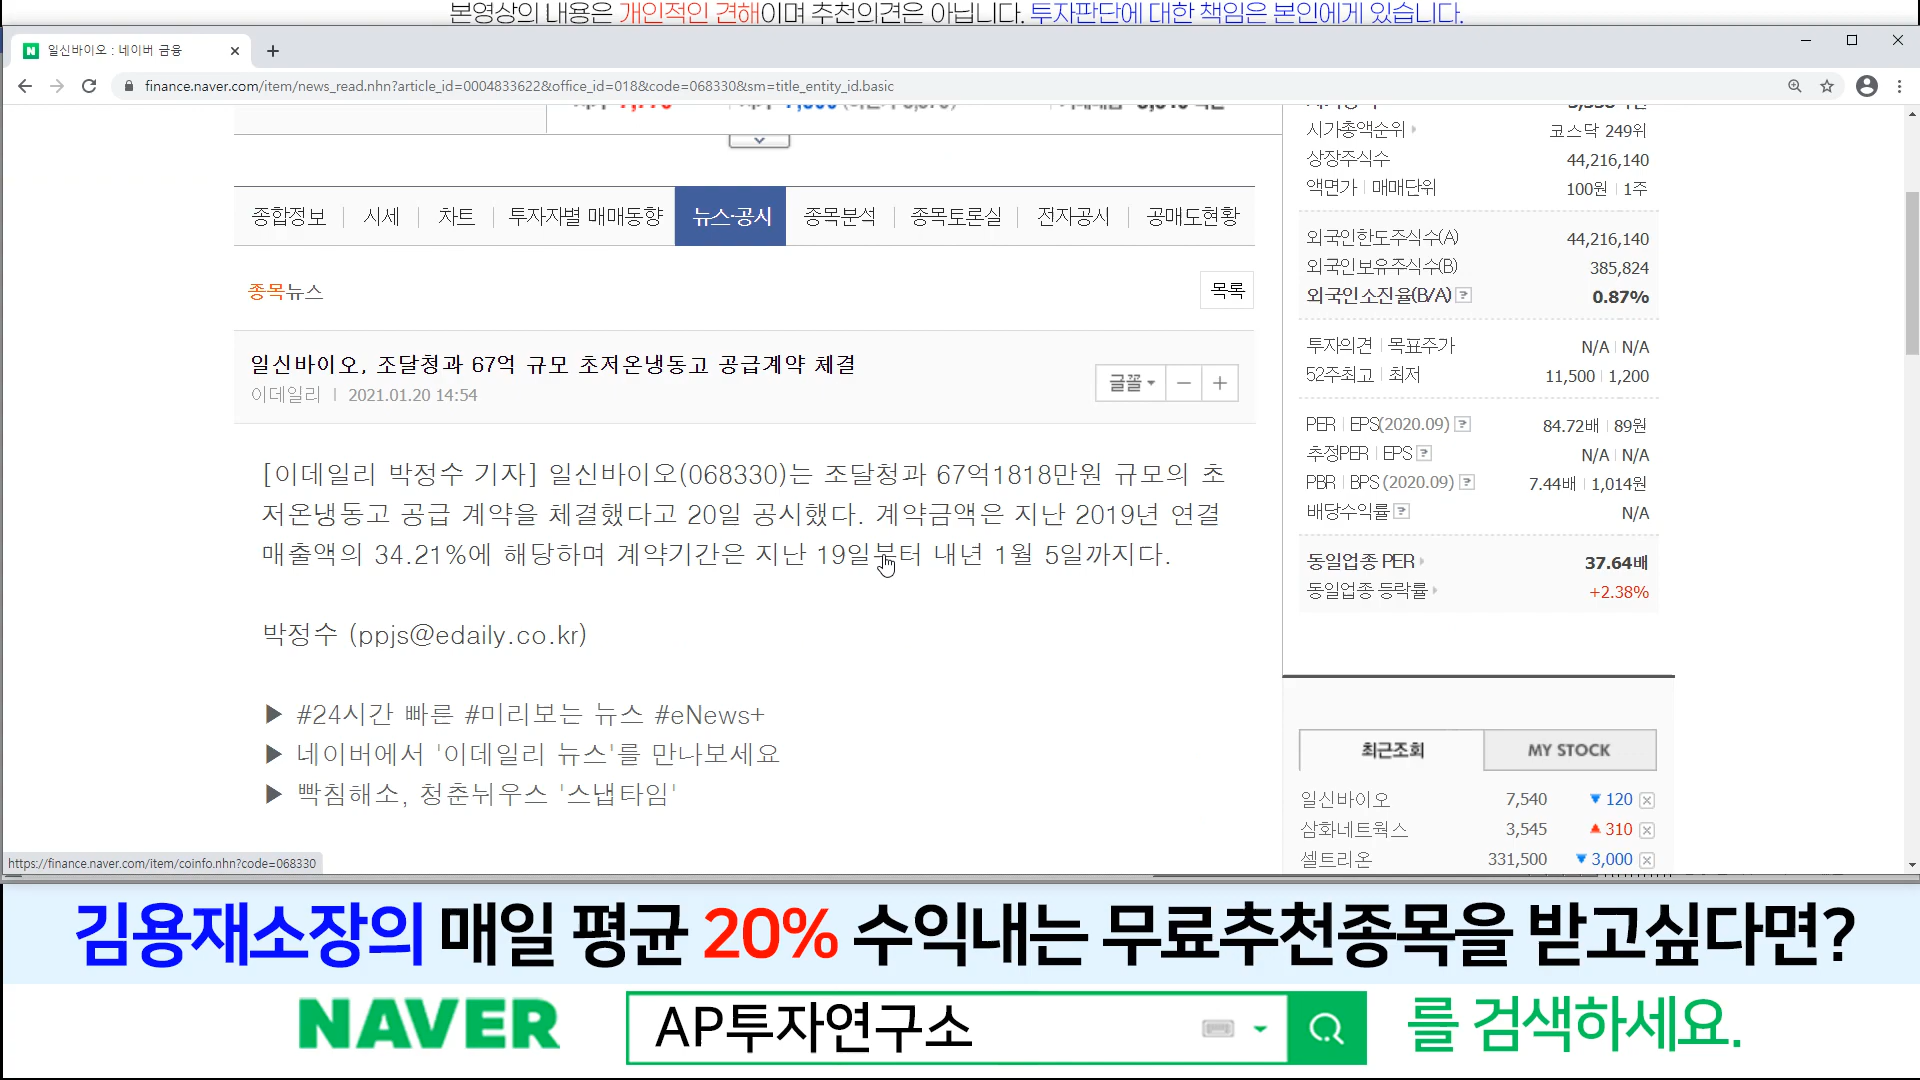 본영상의 내용은 개인적인 견해이며 추천의견은 아닙니다. 투자판단에 대한 책임은 본인에게 있습니다.
일신바이오 : 네이버 금융
finance.naver.com/item/news_read.nhn?article_id=0004833622&office_id=018&code=068330&sm=title_entity_id.basic
종합정보 시세 차트 투자자별 매매동향 뉴스·공시 종목분석 종목토론실 전자공시 공매도현황
종목뉴스
목록
일신바이오, 조달청과 67억 규모 초저온냉동고 공급계약 체결
이데일리 | 2021.01.20 14:54
글꼴 − +
[이데일리 박정수 기자] 일신바이오(068330)는 조달청과 67억1818만원 규모의 초
저온냉동고 공급 계약을 체결했다고 20일 공시했다. 계약금액은 지난 2019년 연결
매출액의 34.21%에 해당하며 계약기간은 지난 19일부터 내년 1월 5일까지다.
박정수 (ppjs@edaily.co.kr)
▶ #24시간 빠른 #미리보는 뉴스 #eNews+
▶ 네이버에서 '이데일리 뉴스'를 만나보세요
▶ 빡침해소, 청춘뉘우스 '스냅타임'
시가총액순위 코스닥 249위
상장주식수 44,216,140
액면가 | 매매단위 100원 | 1주
외국인한도주식수(A) 44,216,140
외국인보유주식수(B) 385,824
외국인소진율(B/A) ? 0.87%
투자의견 | 목표주가 N/A | N/A
52주최고 | 최저 11,500 | 1,200
PER | EPS(2020.09) ? 84.72배 | 89원
추정PER | EPS ? N/A | N/A
PBR | BPS (2020.09) ? 7.44배 | 1,014원
배당수익률 ? N/A
동일업종 PER 37.64배
동일업종 등락률 +2.38%
최근조회 MY STOCK
일신바이오 7,540 ▼ 120
삼화네트웍스 3,545 ▲ 310
셀트리온 331,500 ▼ 3,000
https://finance.naver.com/item/coinfo.nhn?code=068330
김용재소장의 매일 평균 20% 수익내는 무료추천종목을 받고싶다면?
NAVER AP투자연구소 를 검색하세요.